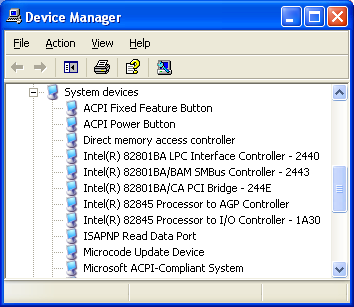 Device Manager
File Action View Help
System devices
ACPI Fixed Feature Button
ACPI Power Button
Direct memory access controller
Intel(R) 82801BA LPC Interface Controller - 2440
Intel(R) 82801BA/BAM SMBus Controller - 2443
Intel(R) 82801BA/CA PCI Bridge - 244E
Intel(R) 82845 Processor to AGP Controller
Intel(R) 82845 Processor to I/O Controller - 1A30
ISAPNP Read Data Port
Microcode Update Device
Microsoft ACPI-Compliant System